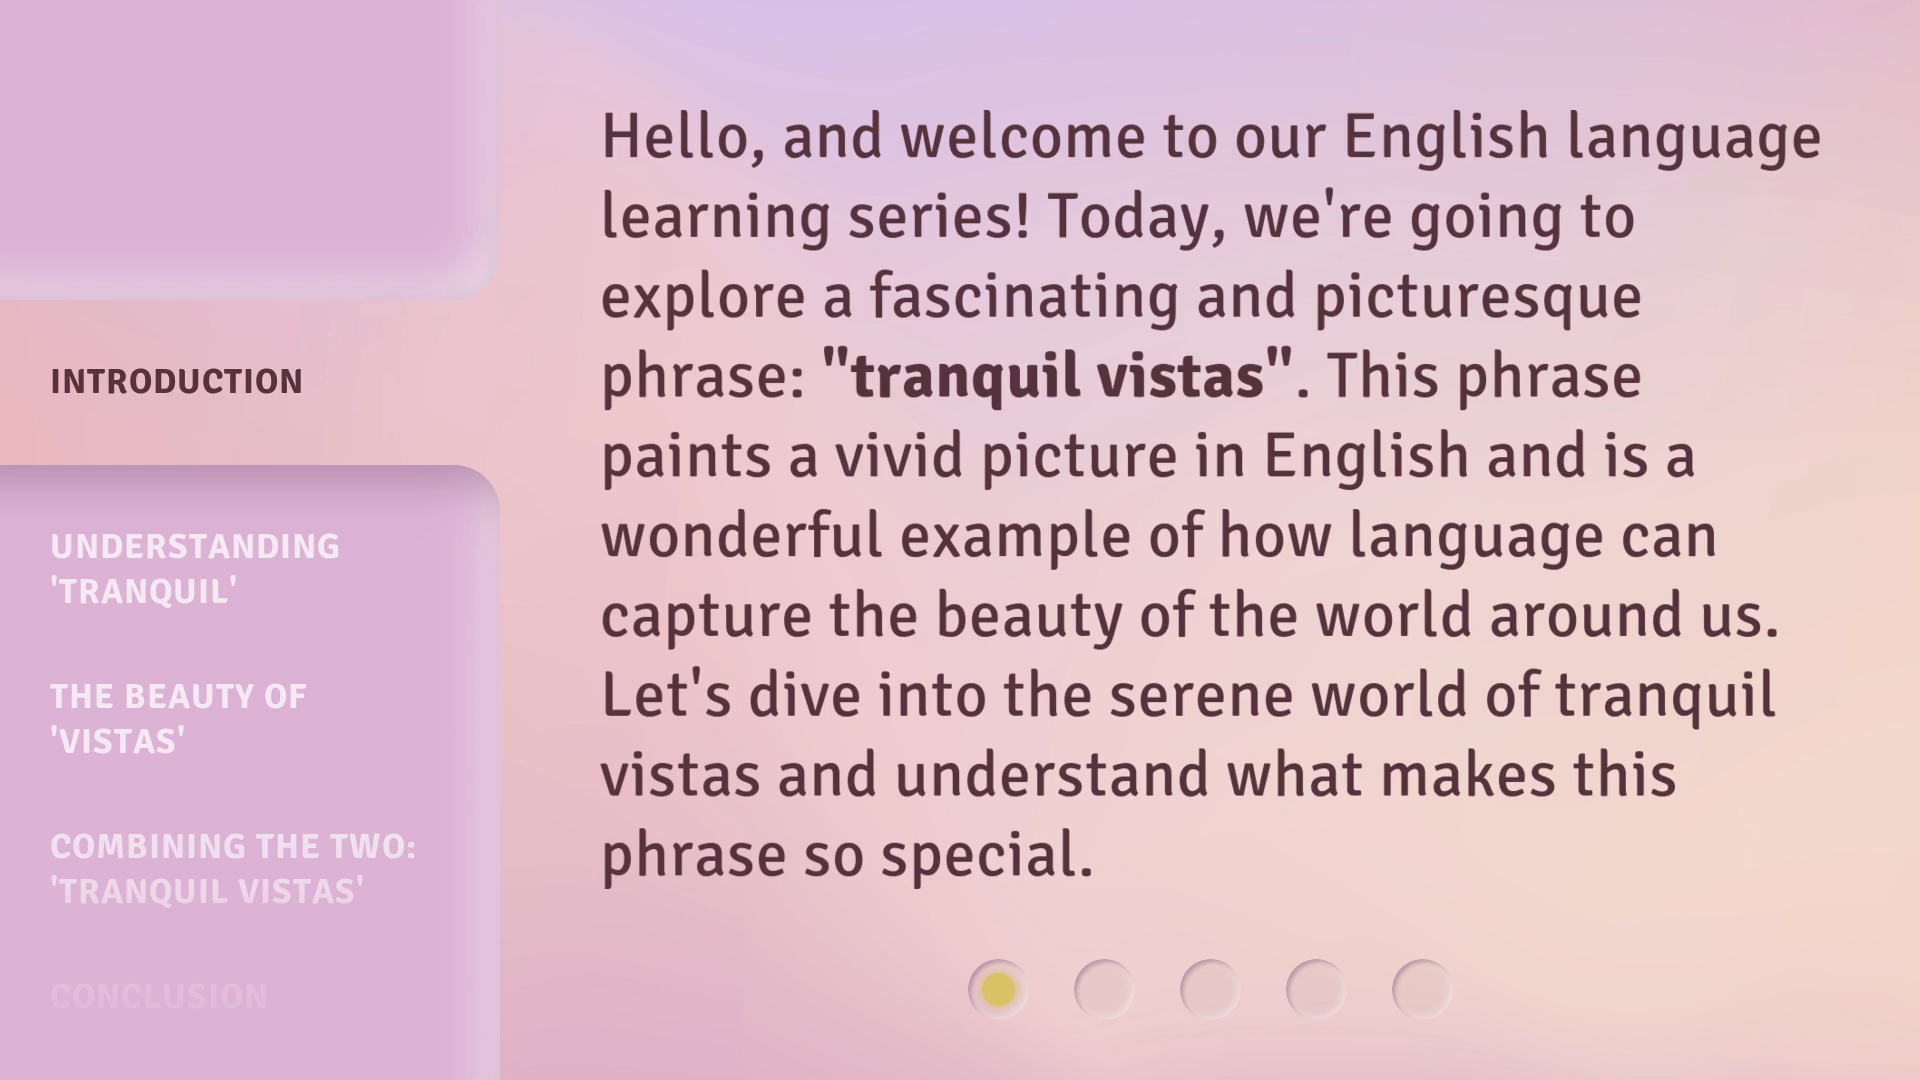 INTRODUCTION
UNDERSTANDING
'TRANQUIL'
THE BEAUTY OF
'VISTAS'
COMBINING THE TWO:
'TRANQUIL VISTAS'
CONCLUSION
Hello, and welcome to our English language
learning series! Today, we're going to
explore a fascinating and picturesque
phrase: "tranquil vistas". This phrase
paints a vivid picture in English and is a
wonderful example of how language can
capture the beauty of the world around us.
Let's dive into the serene world of tranquil
vistas and understand what makes this
phrase so special.